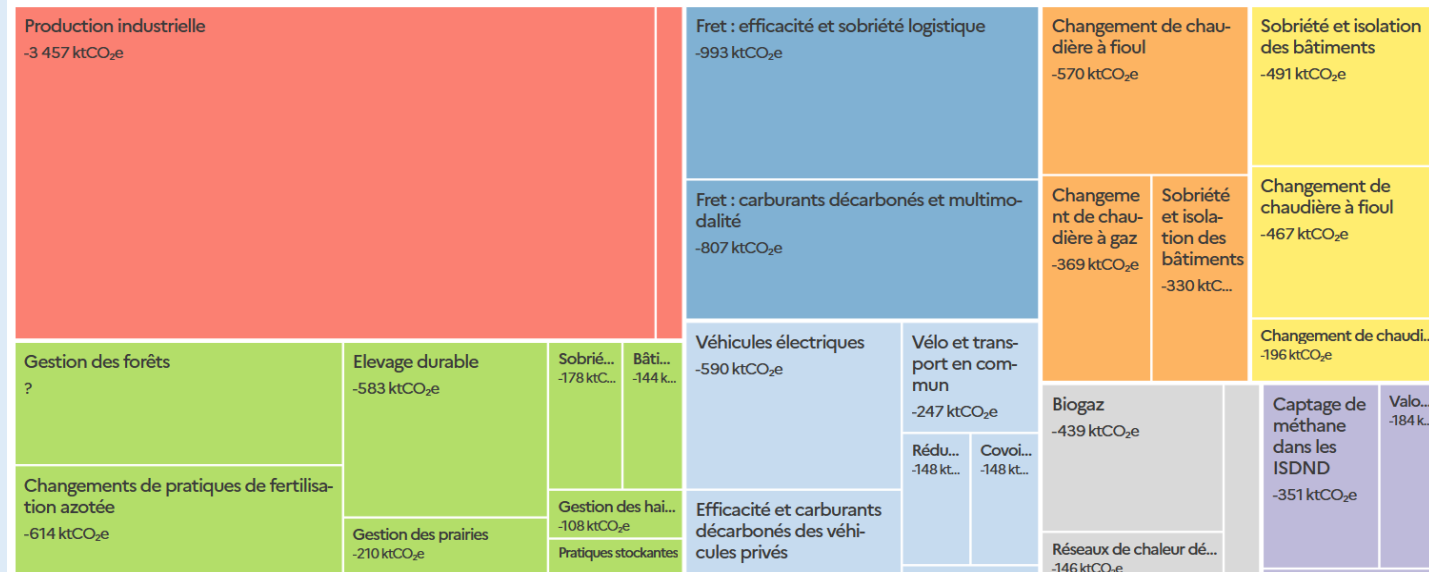 Production industrielle
-3 457 ktCO₂e
Fret : efficacité et sobriété logistique
-993 ktCO₂e
Changement de chau-
dière à fioul
-570 ktCO₂e
Sobriété et isolation
des bâtiments
-491 ktCO₂e
Fret : carburants décarbonés et multimo-
dalité
-807 ktCO₂e
Changeme
nt de chau-
dière à gaz
-369 ktCO₂e
Sobriété
et isola-
tion des
bâtiments
-330 ktC...
Changement de
chaudière à fioul
-467 ktCO₂e
Changement de chaudi...
-196 ktCO₂e
Gestion des forêts
?
Elevage durable
-583 ktCO₂e
Sobrié...
-178 ktC...
Bâti...
-144 k...
Véhicules électriques
-590 ktCO₂e
Vélo et trans-
port en com-
mun
-247 ktCO₂e
Biogaz
-439 ktCO₂e
Captage de
méthane
dans les
ISDND
-351 ktCO₂e
Valo...
-184 k...
Rédu...
-148 kt...
Covoi...
-148 kt...
Changements de pratiques de fertilisa-
tion azotée
-614 ktCO₂e
Gestion des prairies
-210 ktCO₂e
Gestion des hai...
-108 ktCO₂e
Pratiques stockantes
Efficacité et carburants
décarbonés des véhi-
cules privés
Réseaux de chaleur dé...
-146 ktCO₂e